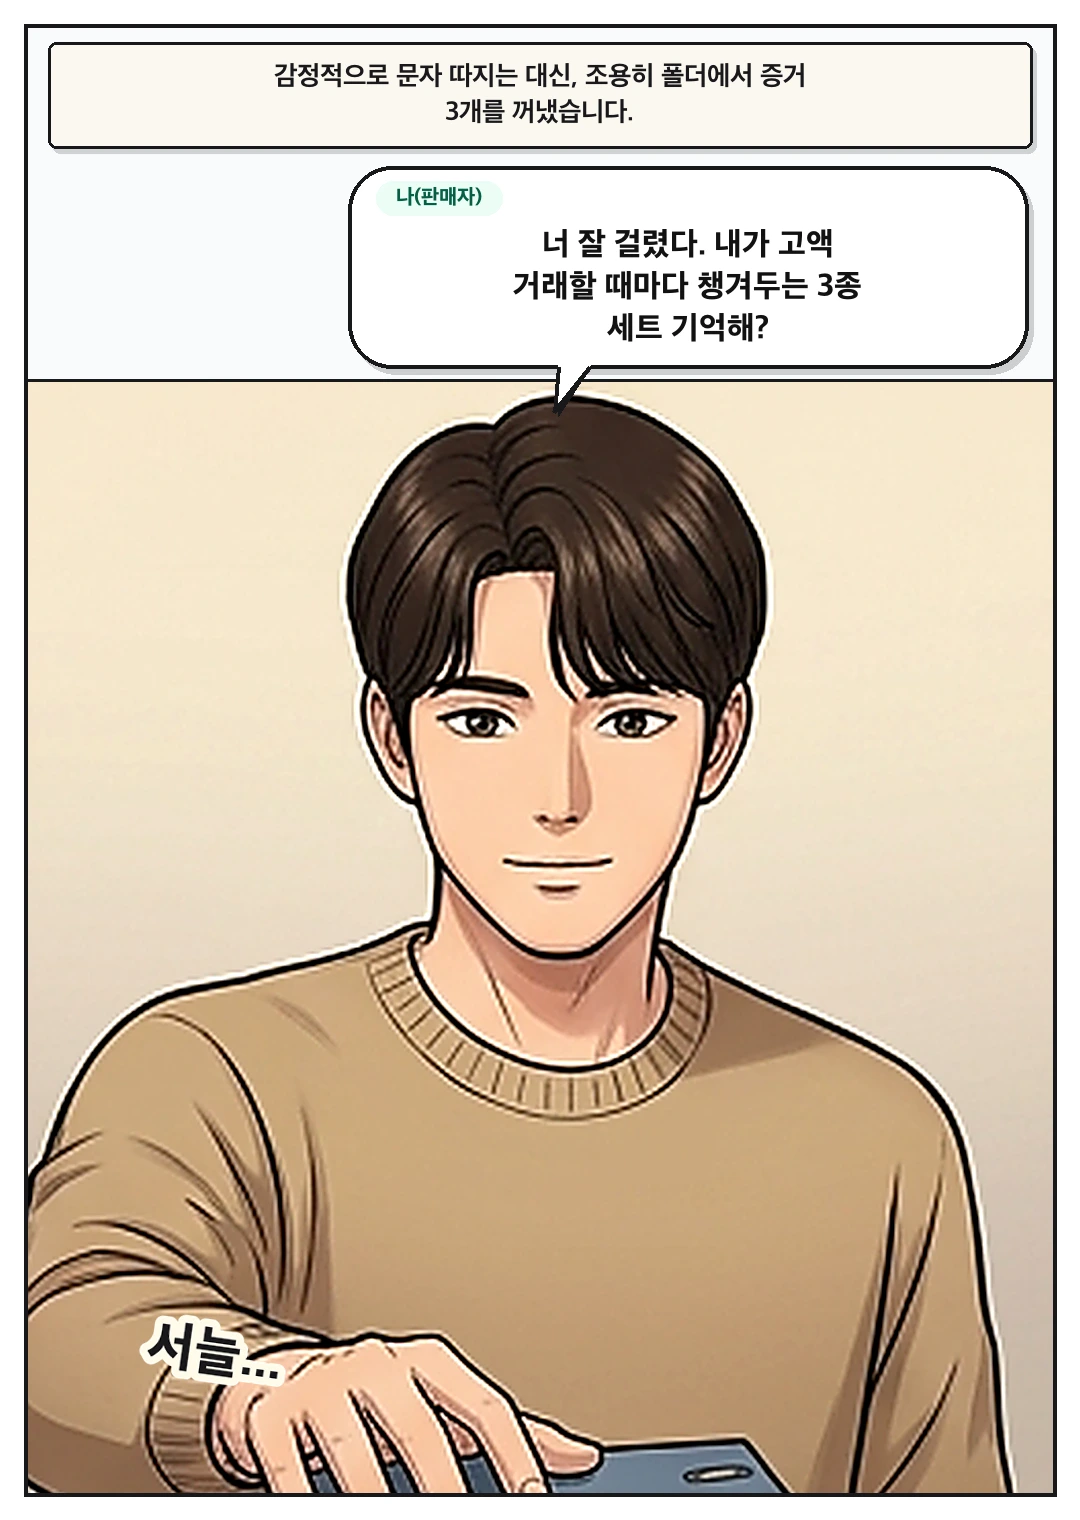 감정적으로 문자 따지는 대신, 조용히 폴더에서 증거
3개를 꺼냈습니다.
나(판매자)
너 잘 걸렸다. 내가 고액
거래할 때마다 챙겨두는 3종
세트 기억해?
서늘...